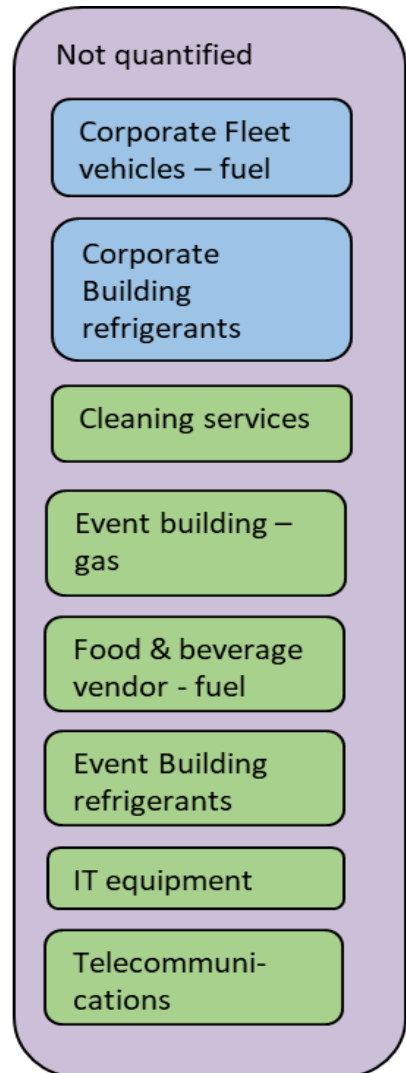 Not quantified
Corporate Fleet
vehicles – fuel
Corporate
Building
refrigerants
Cleaning services
Event building –
gas
Food & beverage
vendor - fuel
Event Building
refrigerants
IT equipment
Telecommuni-
cations